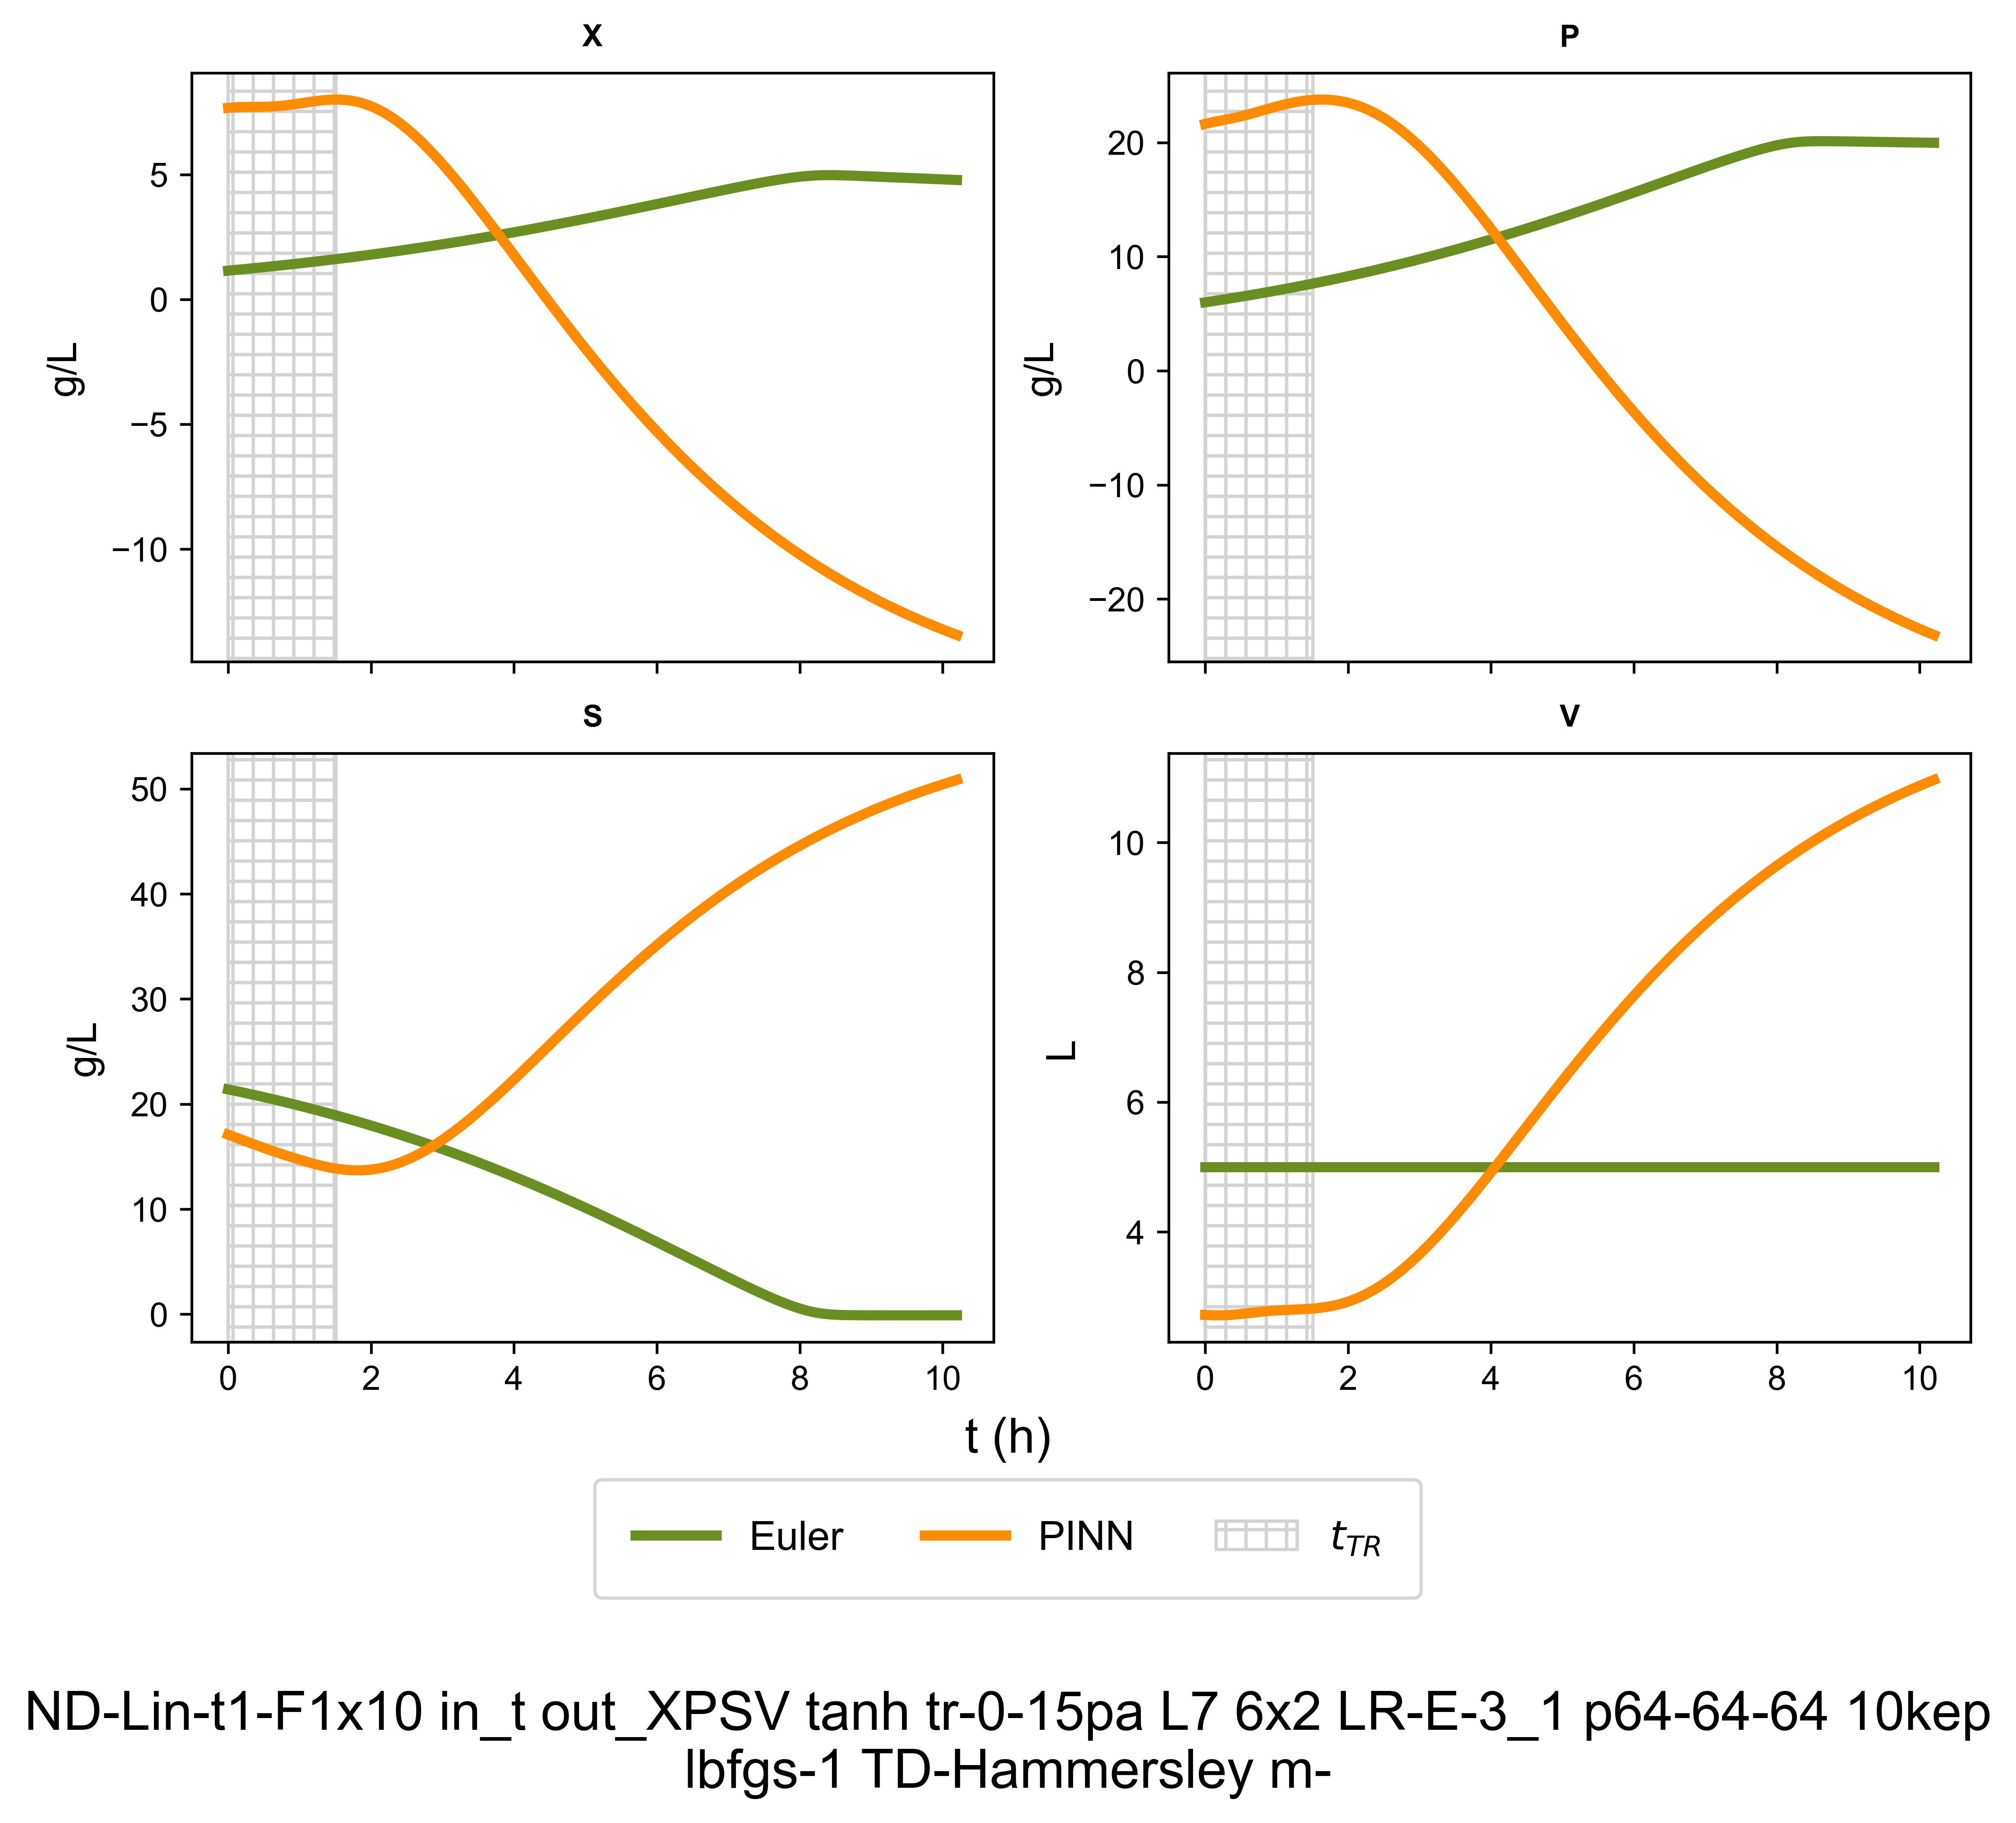 X
P
5
0
−5
−10
g/L
20
10
0
−10
−20
g/L
S
V
50
40
30
20
10
0
g/L
10
8
6
4
L
0 2 4 6 8 10
0 2 4 6 8 10
t (h)
Euler PINN t_TR
ND-Lin-t1-F1x10 in_t out_XPSV tanh tr-0-15pa L7 6x2 LR-E-3_1 p64-64-64 10kep
lbfgs-1 TD-Hammersley m-